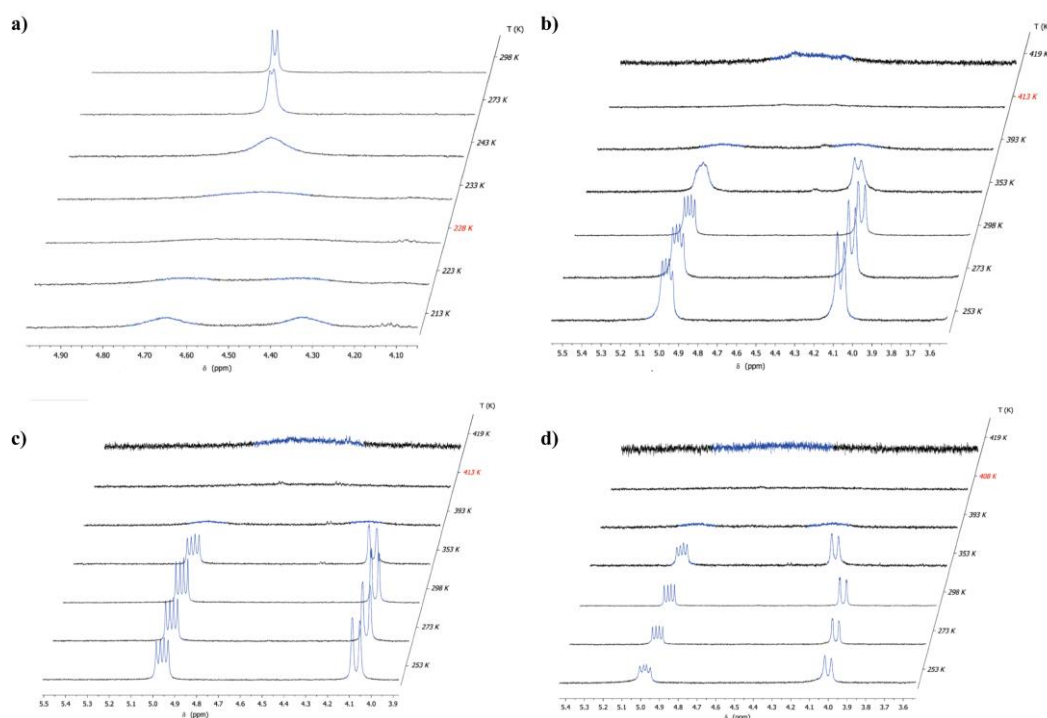 a)
T (K)
298 K
273 K
243 K
233 K
228 K
223 K
213 K
4.90 4.70 4.60 4.40 4.30 4.20 4.05
δ (ppm)
b)
T (K)
419 K
413 K
393 K
353 K
298 K
273 K
253 K
5.5 5.4 5.3 5.2 5.1 5.0 4.9 4.8 4.7 4.6 4.5 4.4 4.3 4.2 4.1 4.0 3.9 3.8 3.7 3.6
δ (ppm)
c)
T (K)
419 K
413 K
393 K
353 K
298 K
273 K
253 K
5.5 5.4 5.3 5.2 5.1 5.0 4.9 4.8 4.7 4.6 4.5 4.4 4.3 4.2 4.1 4.0 3.9
δ (ppm)
d)
T (K)
419 K
408 K
393 K
353 K
298 K
273 K
253 K
5.4 5.3 5.2 5.1 5.0 4.9 4.8 4.7 4.6 4.5 4.4 4.3 4.2 4.1 4.0 3.9 3.8 3.7 3.6
δ (ppm)